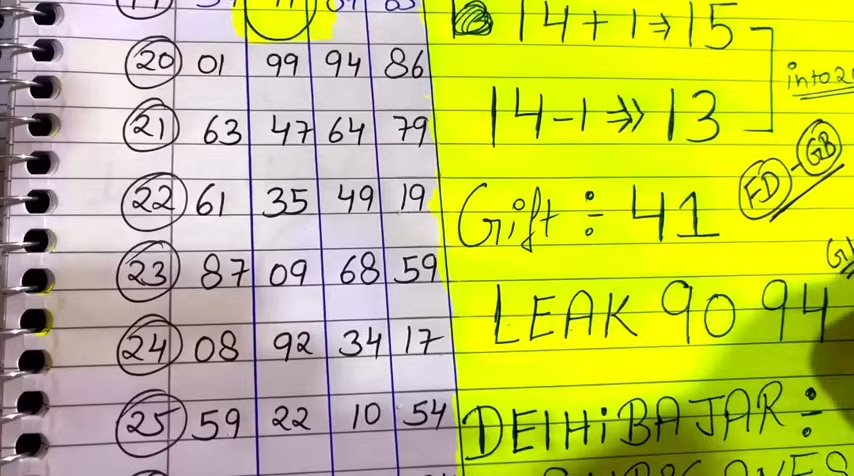 20 01 99 94 86
21 63 47 64 79
22 61 35 49 19
23 87 09 68 59
24 08 92 34 17
25 59 22 10 54
14 + 1 ⇒ 15
14 - 1 ⇒ 13
FD - GB
Gift ÷ 41
LEAK 90 94
DElHi BAJAR ÷